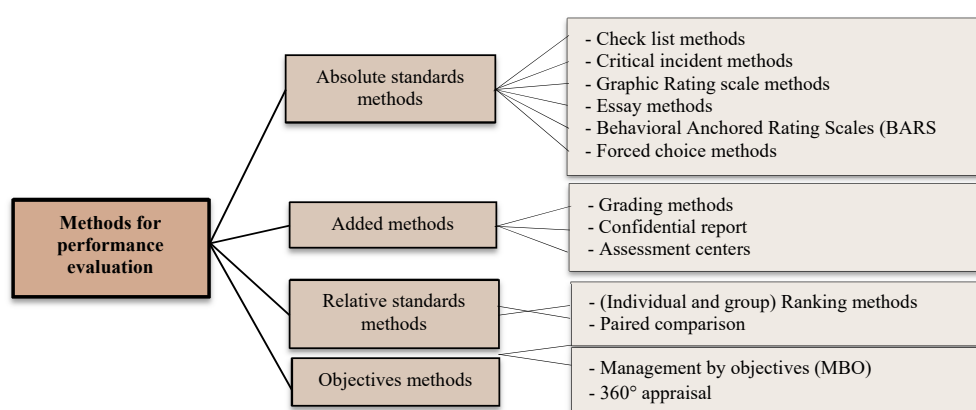 Methods for
performance
evaluation
Absolute standards
methods
- Check list methods
- Critical incident methods
- Graphic Rating scale methods
- Essay methods
- Behavioral Anchored Rating Scales (BARS
- Forced choice methods
Added methods
- Grading methods
- Confidential report
- Assessment centers
Relative standards
methods
- (Individual and group) Ranking methods
- Paired comparison
Objectives methods
- Management by objectives (MBO)
- 360° appraisal